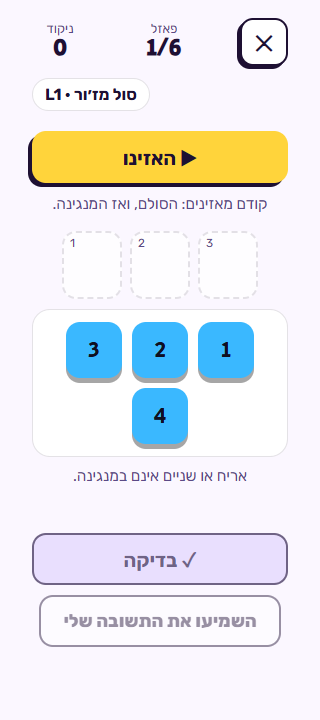 פאזל
ניקוד
1/6
0
סול מז׳ור • L1
▶ האזינו
קודם מאזינים: הסולם, ואז המנגינה.
3
2
1
1
2
3
4
אריח או שניים אינם במנגינה.
✓ בדיקה
השמיעו את התשובה שלי